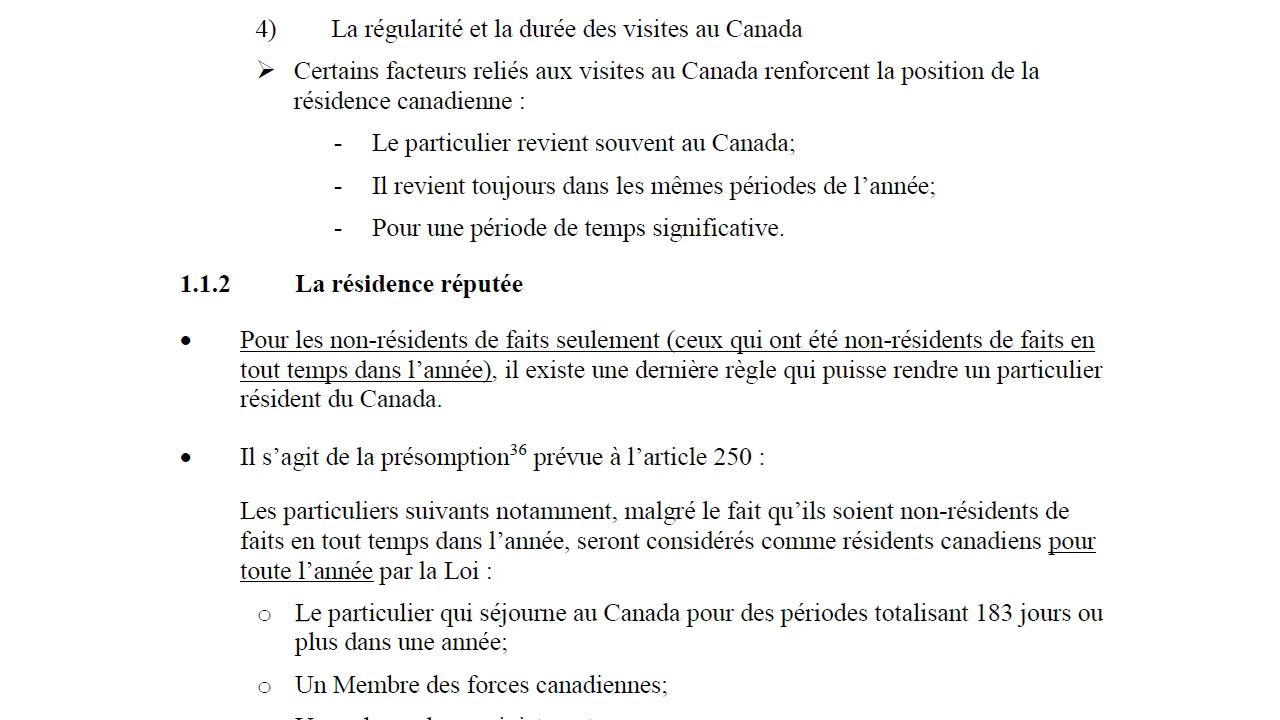 4) La régularité et la durée des visites au Canada
➢ Certains facteurs reliés aux visites au Canada renforcent la position de la
résidence canadienne :
- Le particulier revient souvent au Canada;
- Il revient toujours dans les mêmes périodes de l’année;
- Pour une période de temps significative.
1.1.2 La résidence réputée
• Pour les non-résidents de faits seulement (ceux qui ont été non-résidents de faits en
tout temps dans l’année), il existe une dernière règle qui puisse rendre un particulier
résident du Canada.
• Il s’agit de la présomption36 prévue à l’article 250 :
Les particuliers suivants notamment, malgré le fait qu’ils soient non-résidents de
faits en tout temps dans l’année, seront considérés comme résidents canadiens pour
toute l’année par la Loi :
o Le particulier qui séjourne au Canada pour des périodes totalisant 183 jours ou
plus dans une année;
o Un Membre des forces canadiennes;